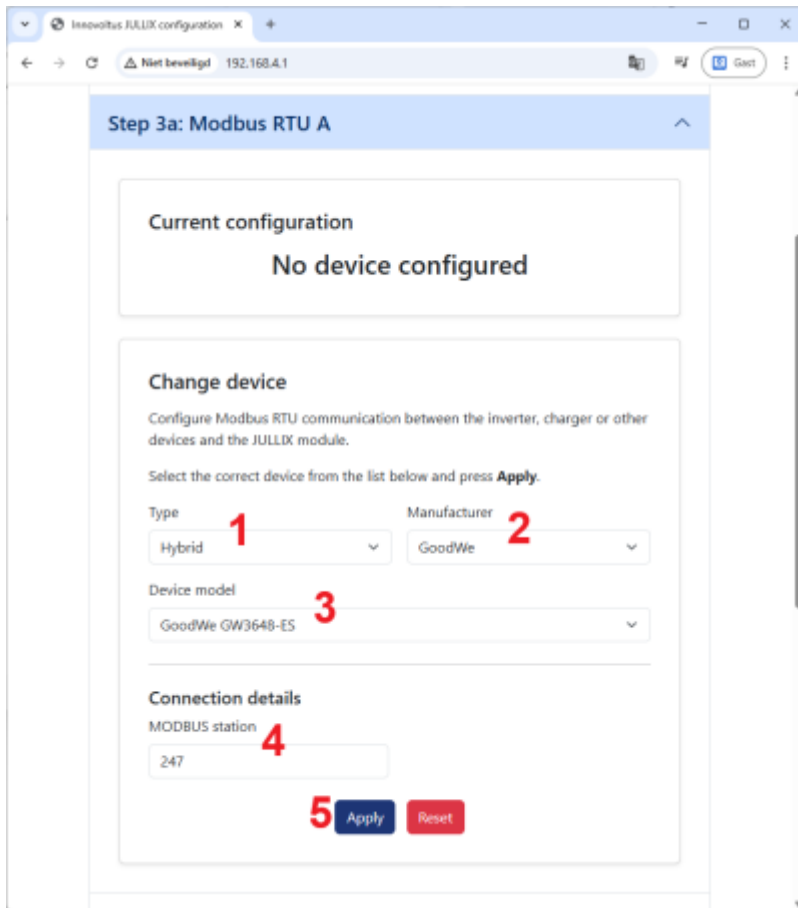 Innovoltus JULLIX configuration
Niet beveiligd 192.168.4.1
Gast
Step 3a: Modbus RTU A
Current configuration
No device configured
Change device
Configure Modbus RTU communication between the inverter, charger or other
devices and the JULLIX module.
Select the correct device from the list below and press Apply.
Type 1 Manufacturer 2
Hybrid GoodWe
Device model 3
GoodWe GW3648-ES
Connection details
MODBUS station 4
247
5 Apply Reset